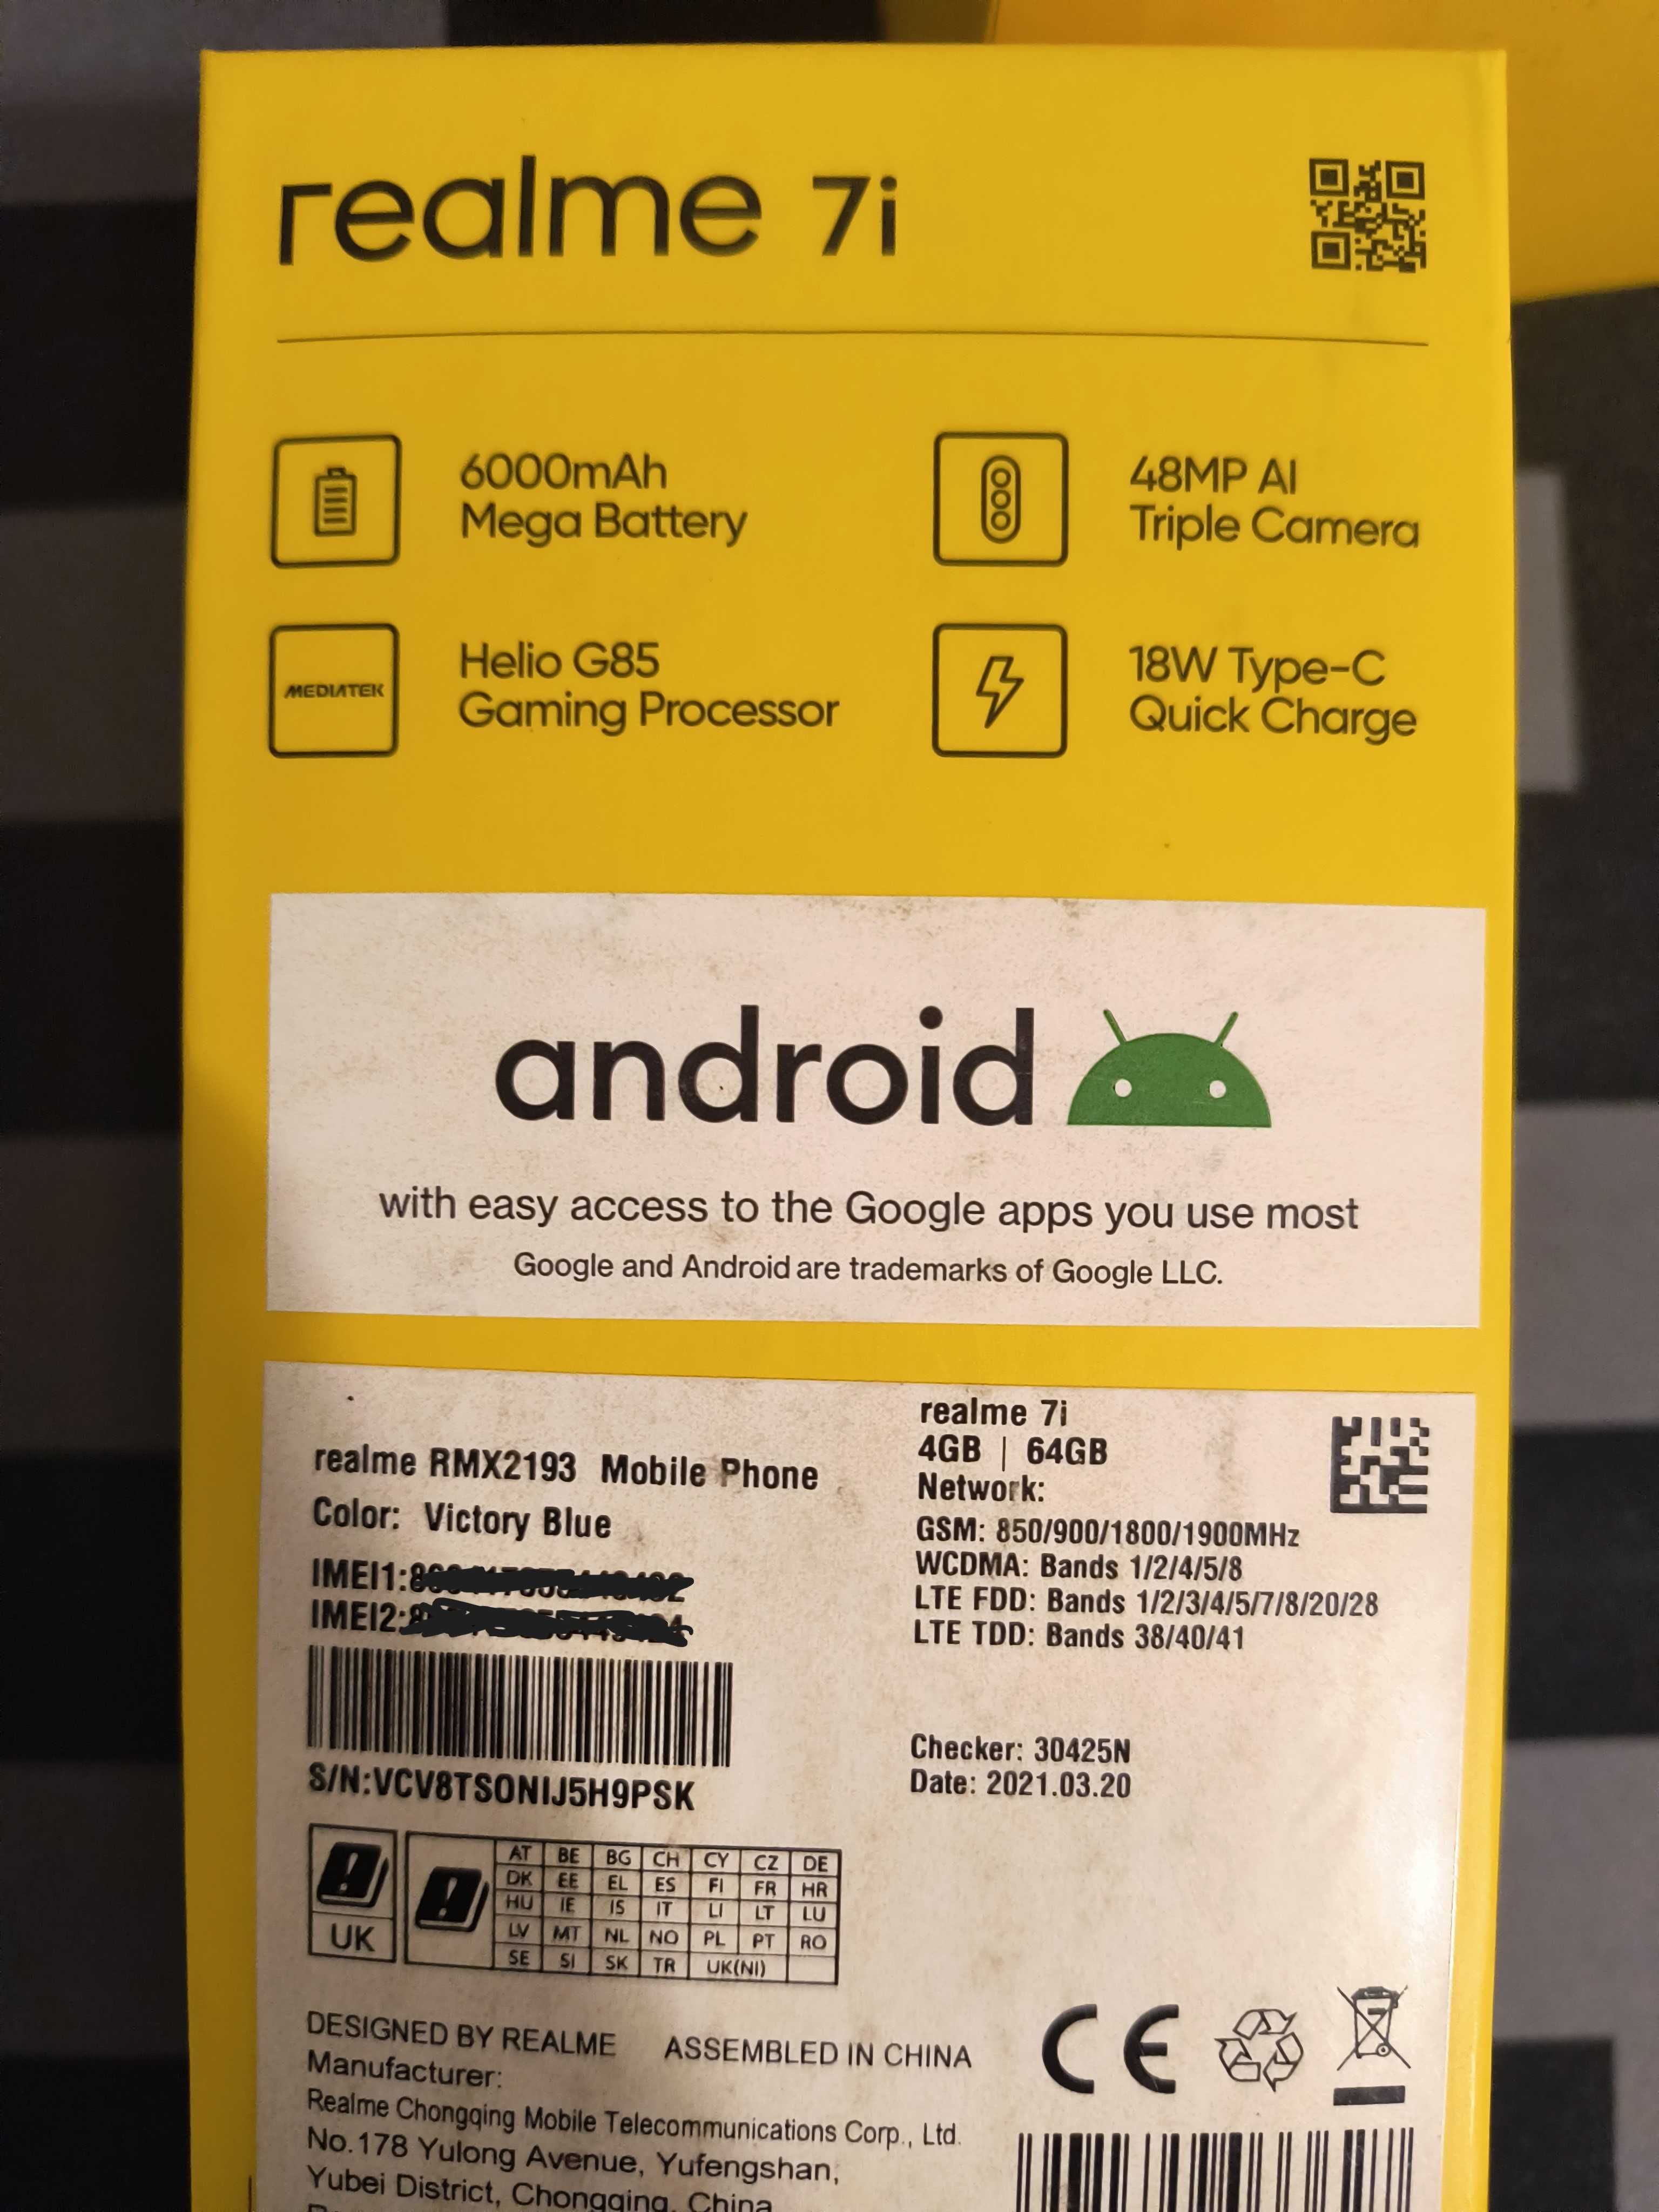 realme 7i
6000mAh
Mega Battery
48MP AI
Triple Camera
MEDIATEK
Helio G85
Gaming Processor
18W Type-C
Quick Charge
android
with easy access to the Google apps you use most
Google and Android are trademarks of Google LLC.
realme RMX2193 Mobile Phone
Color: Victory Blue
IMEI1:
IMEI2:
S/N:VCV8TSONIJ5H9PSK
realme 7i
4GB | 64GB
Network:
GSM: 850/900/1800/1900MHz
WCDMA: Bands 1/2/4/5/8
LTE FDD: Bands 1/2/3/4/5/7/8/20/28
LTE TDD: Bands 38/40/41
Checker: 30425N
Date: 2021.03.20
UK
AT BE BG CH CY CZ DE
DK EE EL ES FI FR HR
HU IE IS IT LI LT LU
LV MT NL NO PL PT RO
SE SI SK TR UK(NI)
DESIGNED BY REALME ASSEMBLED IN CHINA
Manufacturer:
Realme Chongqing Mobile Telecommunications Corp., Ltd.
No.178 Yulong Avenue, Yufengshan,
Yubei District, Chongqing, China
CE